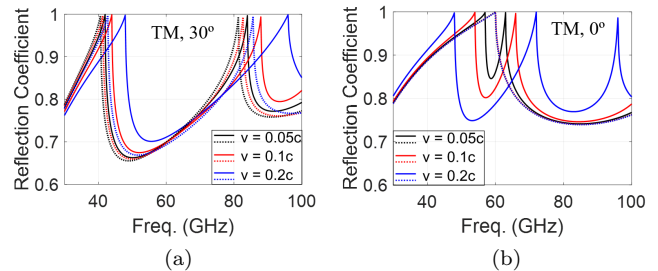 TM, 30º
Reflection Coefficient
1
0.9
0.8
0.7
0.6
v = 0.05c
v = 0.1c
v = 0.2c
40 60 80 100
Freq. (GHz)
(a)
TM, 0º
Reflection Coefficient
1
0.9
0.8
0.7
0.6
v = 0.05c
v = 0.1c
v = 0.2c
40 60 80 100
Freq. (GHz)
(b)